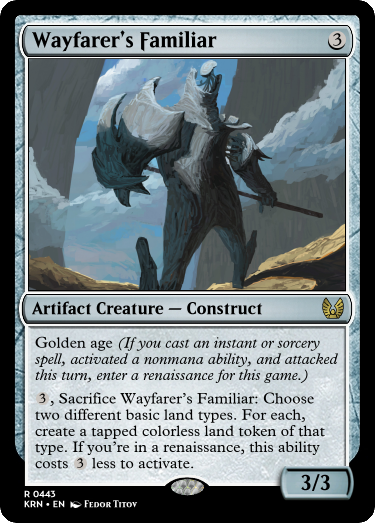 Wayfarer's Familiar 3
Artifact Creature — Construct
Golden age (If you cast an instant or sorcery
spell, activated a nonmana ability, and attacked
this turn, enter a renaissance for this game.)
3, Sacrifice Wayfarer's Familiar: Choose
two different basic land types. For each,
create a tapped colorless land token of that
type. If you're in a renaissance, this ability
costs 3 less to activate.
3/3
R 0443
KRN • EN Fedor Titov